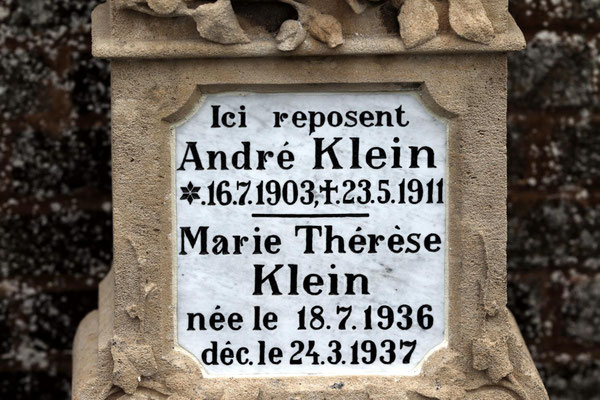 Ici reposent
André Klein
✶.16.7.1903,✝.23.5.1911
Marie Thérèse
Klein
née le 18.7.1936
déc. le 24.3.1937